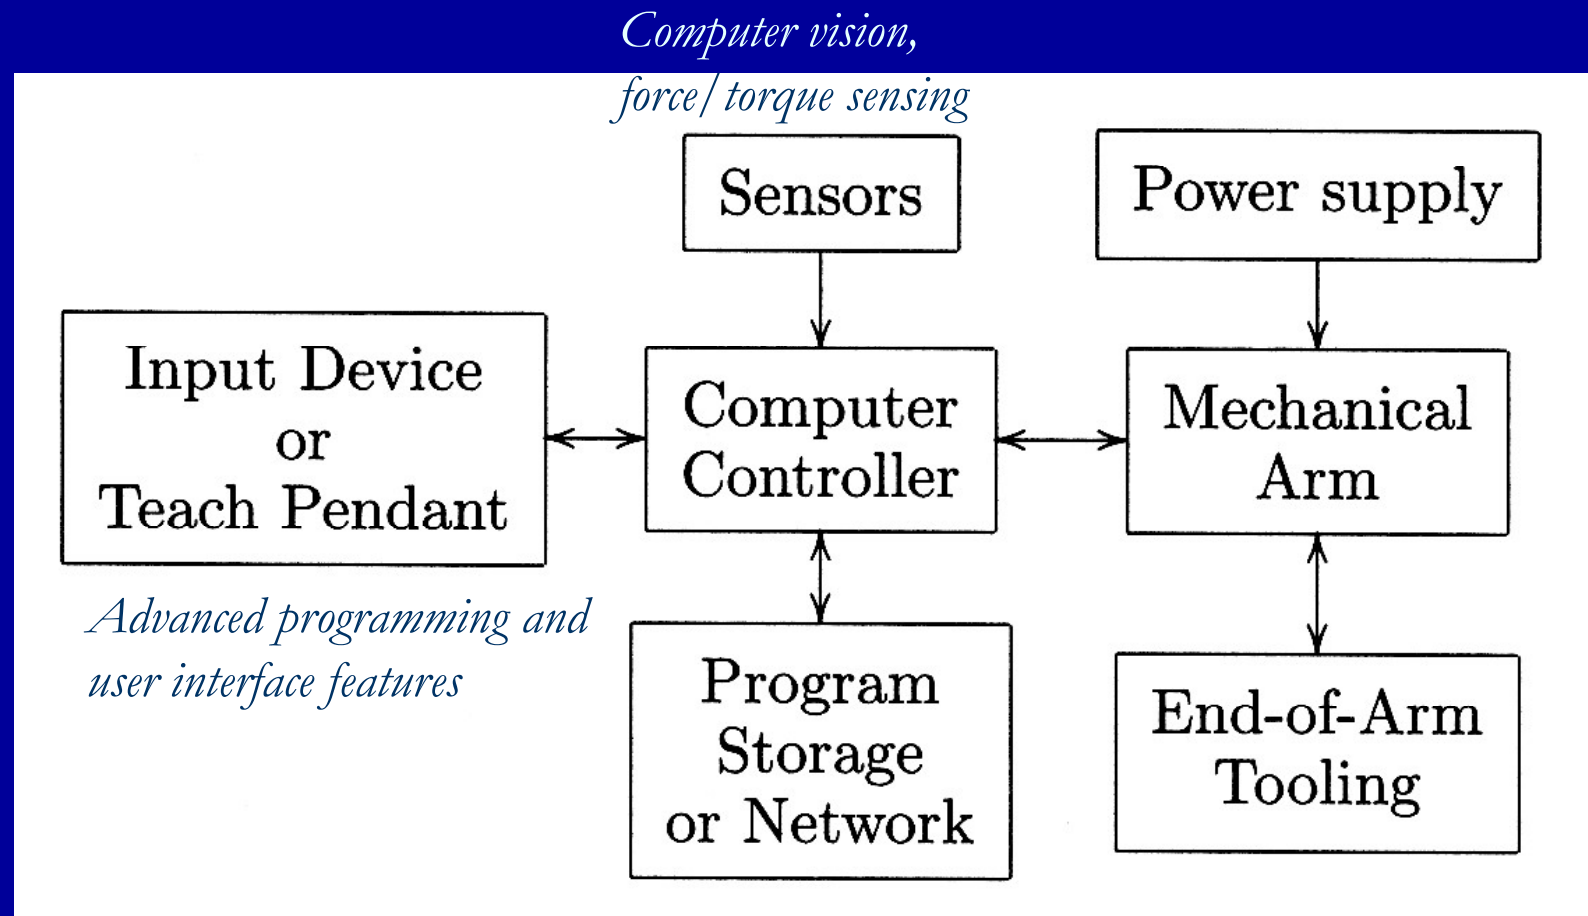 Computer vision,
force/torque sensing
Sensors
Power supply
Input Device
or
Teach Pendant
Computer
Controller
Mechanical
Arm
Advanced programming and
user interface features
Program
Storage
or Network
End-of-Arm
Tooling